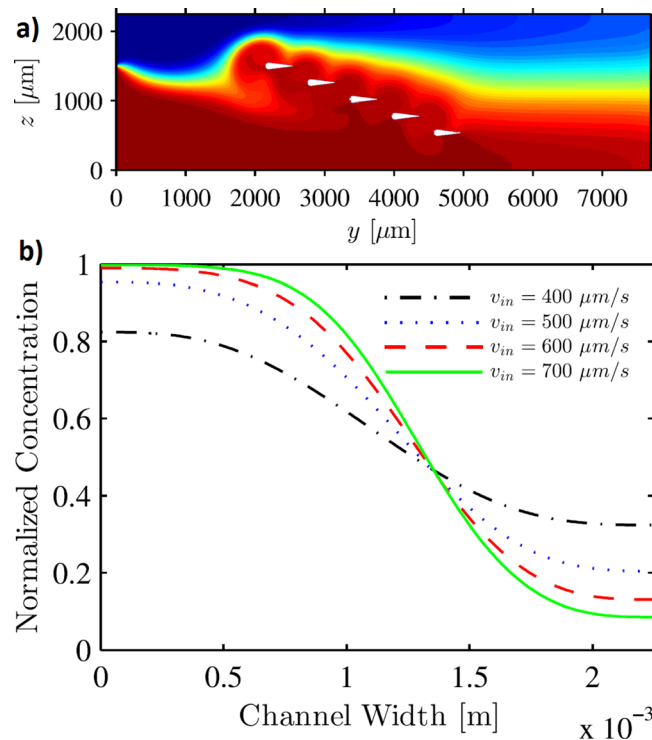 a)
2000
1000
0
z [μm]
0 1000 2000 3000 4000 5000 6000 7000
y [μm]
b)
1
0.8
0.6
0.4
0.2
0
Normalized Concentration
v_in = 400 μm/s
v_in = 500 μm/s
v_in = 600 μm/s
v_in = 700 μm/s
0 0.5 1 1.5 2
Channel Width [m]
x 10⁻³